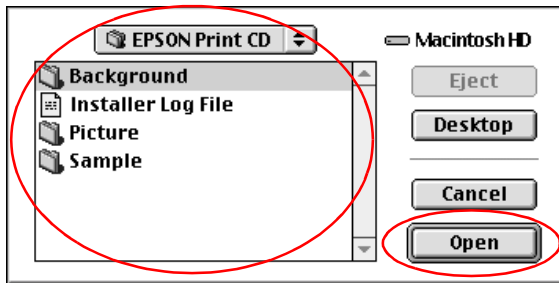 EPSON Print CD
Macintosh HD
Background
Installer Log File
Picture
Sample
Eject
Desktop
Cancel
Open